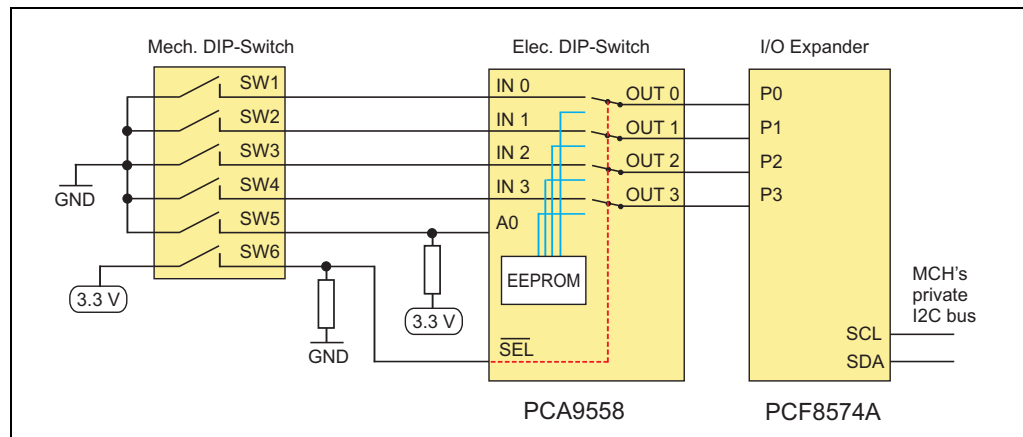 Mech. DIP-Switch
Elec. DIP-Switch
I/O Expander
SW1
SW2
SW3
SW4
SW5
SW6
GND
3.3 V
GND
3.3 V
IN 0
IN 1
IN 2
IN 3
A0
SEL
EEPROM
OUT 0
OUT 1
OUT 2
OUT 3
P0
P1
P2
P3
SCL
SDA
MCH's
private
I2C bus
PCA9558
PCF8574A